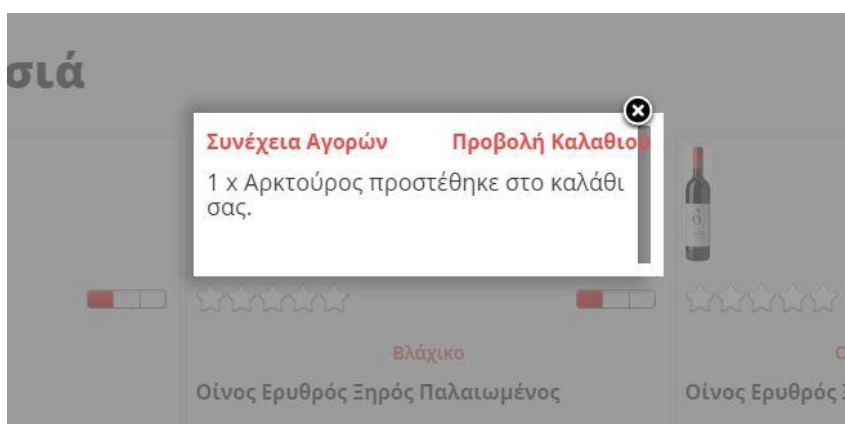 σιά
Συνέχεια Αγορών Προβολή Καλαθιού
1 x Αρκτούρος προστέθηκε στο καλάθι
σας.
Βλάχικο
Οίνος Ερυθρός Ξηρός Παλαιωμένος
Οίνος Ερυθρός